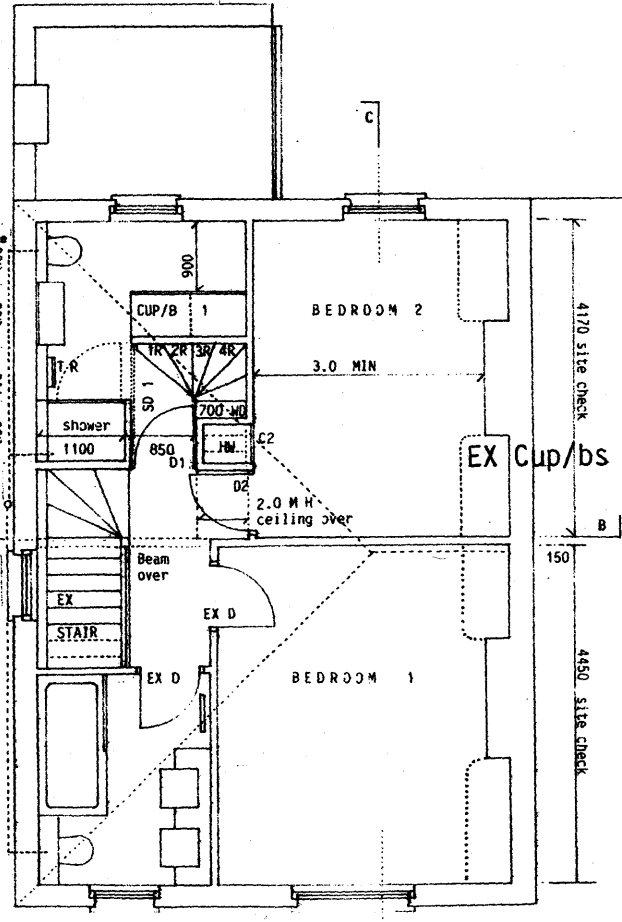 C
900
CUP/B 1
BEDROOM 2
4170 site check
1R 2R 3R 4R
3.0 MIN
T R
SD 1
700 WD
shower
1100
850
HW
C2
EX Cup/bs
D1
D2
2.0 M H
ceiling over
B
Beam
over
150
EX
STAIR
EX D
EX D
BEDROOM 1
4450 site check